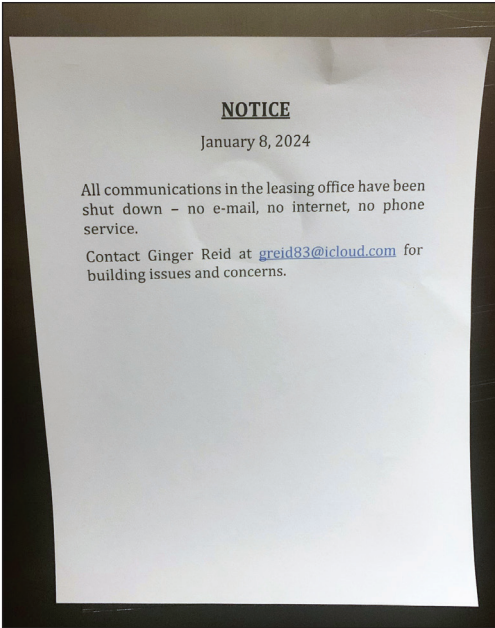 NOTICE
January 8, 2024
All communications in the leasing office have been
shut down – no e-mail, no internet, no phone
service.
Contact Ginger Reid at greid83@icloud.com for
building issues and concerns.